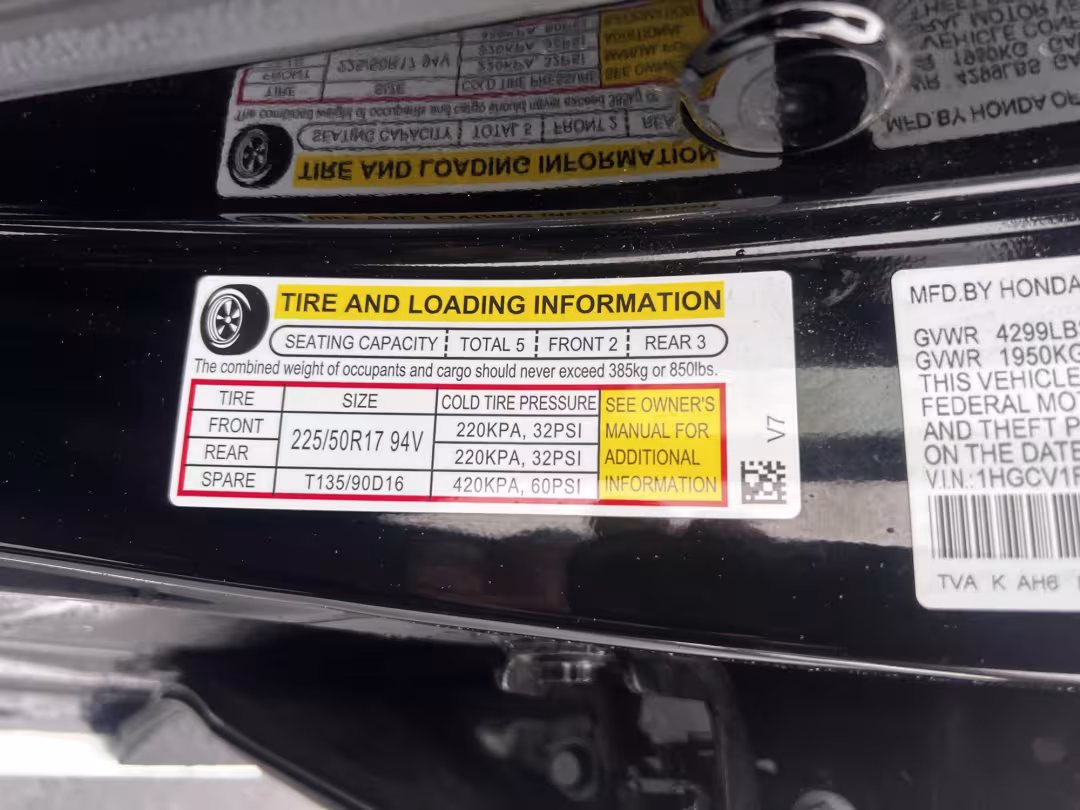 TIRE AND LOADING INFORMATION
SEATING CAPACITY TOTAL 5 FRONT 2 REAR 3
The combined weight of occupants and cargo should never exceed 385kg or 850lbs.
TIRE SIZE COLD TIRE PRESSURE SEE OWNER'S
FRONT 225/50R17 94V 220KPA, 32PSI MANUAL FOR
REAR 220KPA, 32PSI ADDITIONAL
SPARE T135/90D16 420KPA, 60PSI INFORMATION
V7
MFD.BY HONDA
GVWR 4299LB
GVWR 1950KG
THIS VEHICLE
FEDERAL MOT
AND THEFT P
ON THE DATE
V.I.N.:1HGCV1F
TVA K AH6